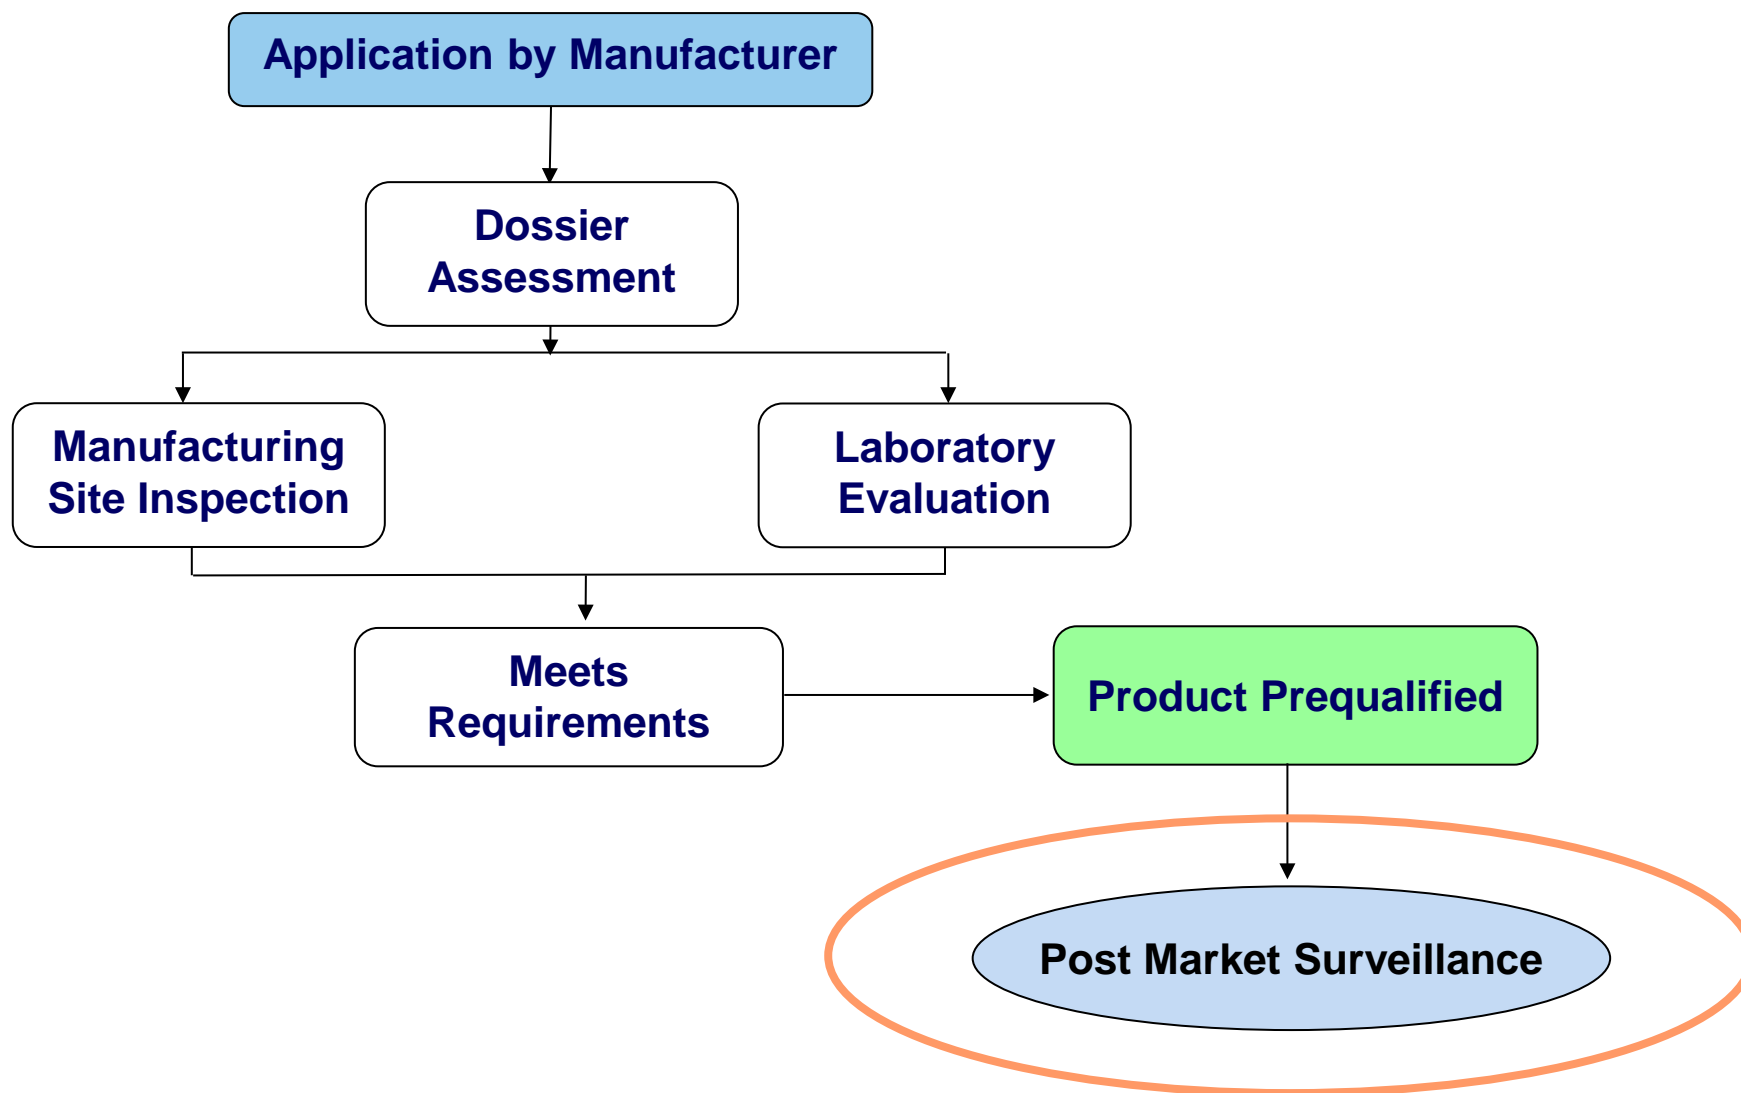 Application by Manufacturer
Dossier
Assessment
Manufacturing
Site Inspection
Laboratory
Evaluation
Meets
Requirements
Product Prequalified
Post Market Surveillance